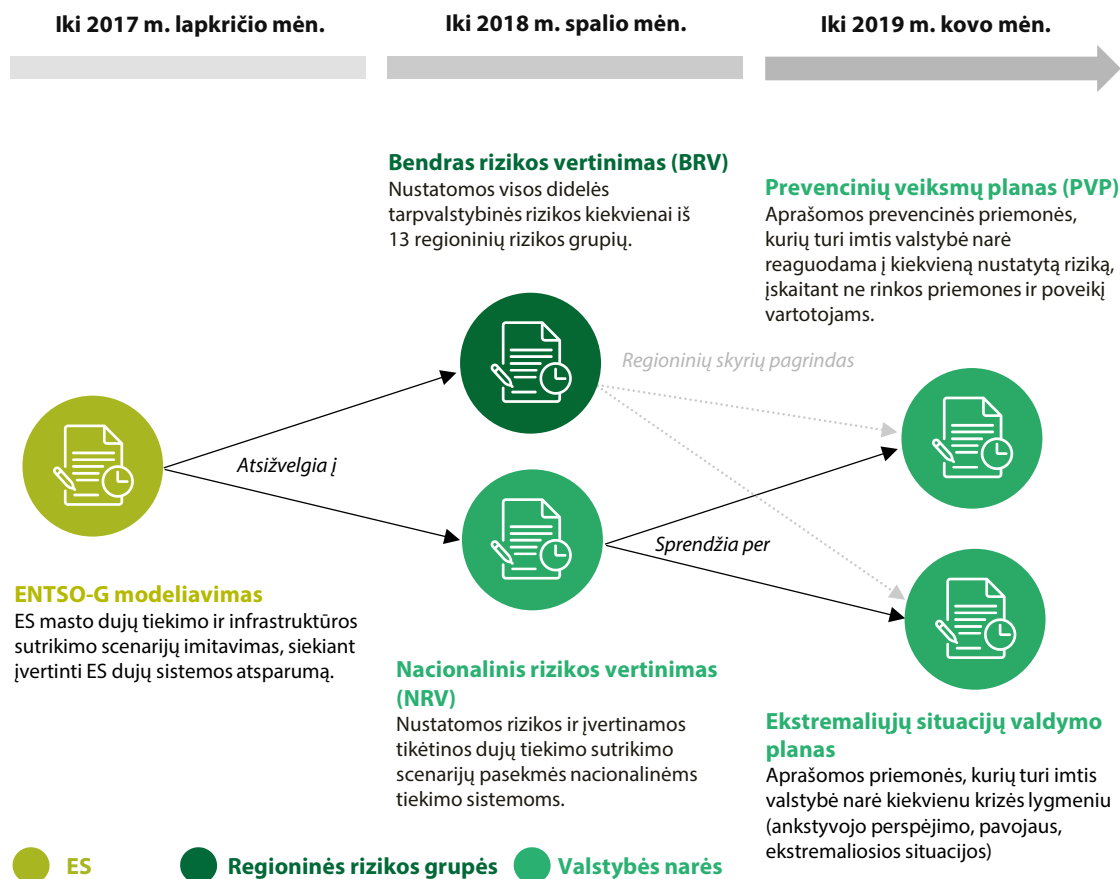 Iki 2017 m. lapkričio mėn.
Iki 2018 m. spalio mėn.
Iki 2019 m. kovo mėn.
Bendras rizikos vertinimas (BRV)
Nustatomos visos didelės
tarpvalstybinės rizikos kiekvienai iš
13 regioninių rizikos grupių.
Prevencinių veiksmų planas (PVP)
Aprašomos prevencinės priemonės,
kurių turi imtis valstybė narė
reaguodama į kiekvieną nustatytą riziką,
įskaitant ne rinkos priemones ir poveikį
vartotojams.
Regioninių skyrių pagrindas
Atsižvelgia į
Sprendžia per
ENTSO-G modeliavimas
ES masto dujų tiekimo ir infrastruktūros
sutrikimo scenarijų imitavimas, siekiant
įvertinti ES dujų sistemos atsparumą.
Nacionalinis rizikos vertinimas
(NRV)
Nustatomos rizikos ir įvertinamos
tikėtinos dujų tiekimo sutrikimo
scenarijų pasekmės nacionalinėms
tiekimo sistemoms.
Ekstremaliųjų situacijų valdymo
planas
Aprašomos priemonės, kurių turi imtis
valstybė narė kiekvienu krizės lygmeniu
(ankstyvojo perspėjimo, pavojaus,
ekstremaliosios situacijos)
ES
Regioninės rizikos grupės
Valstybės narės